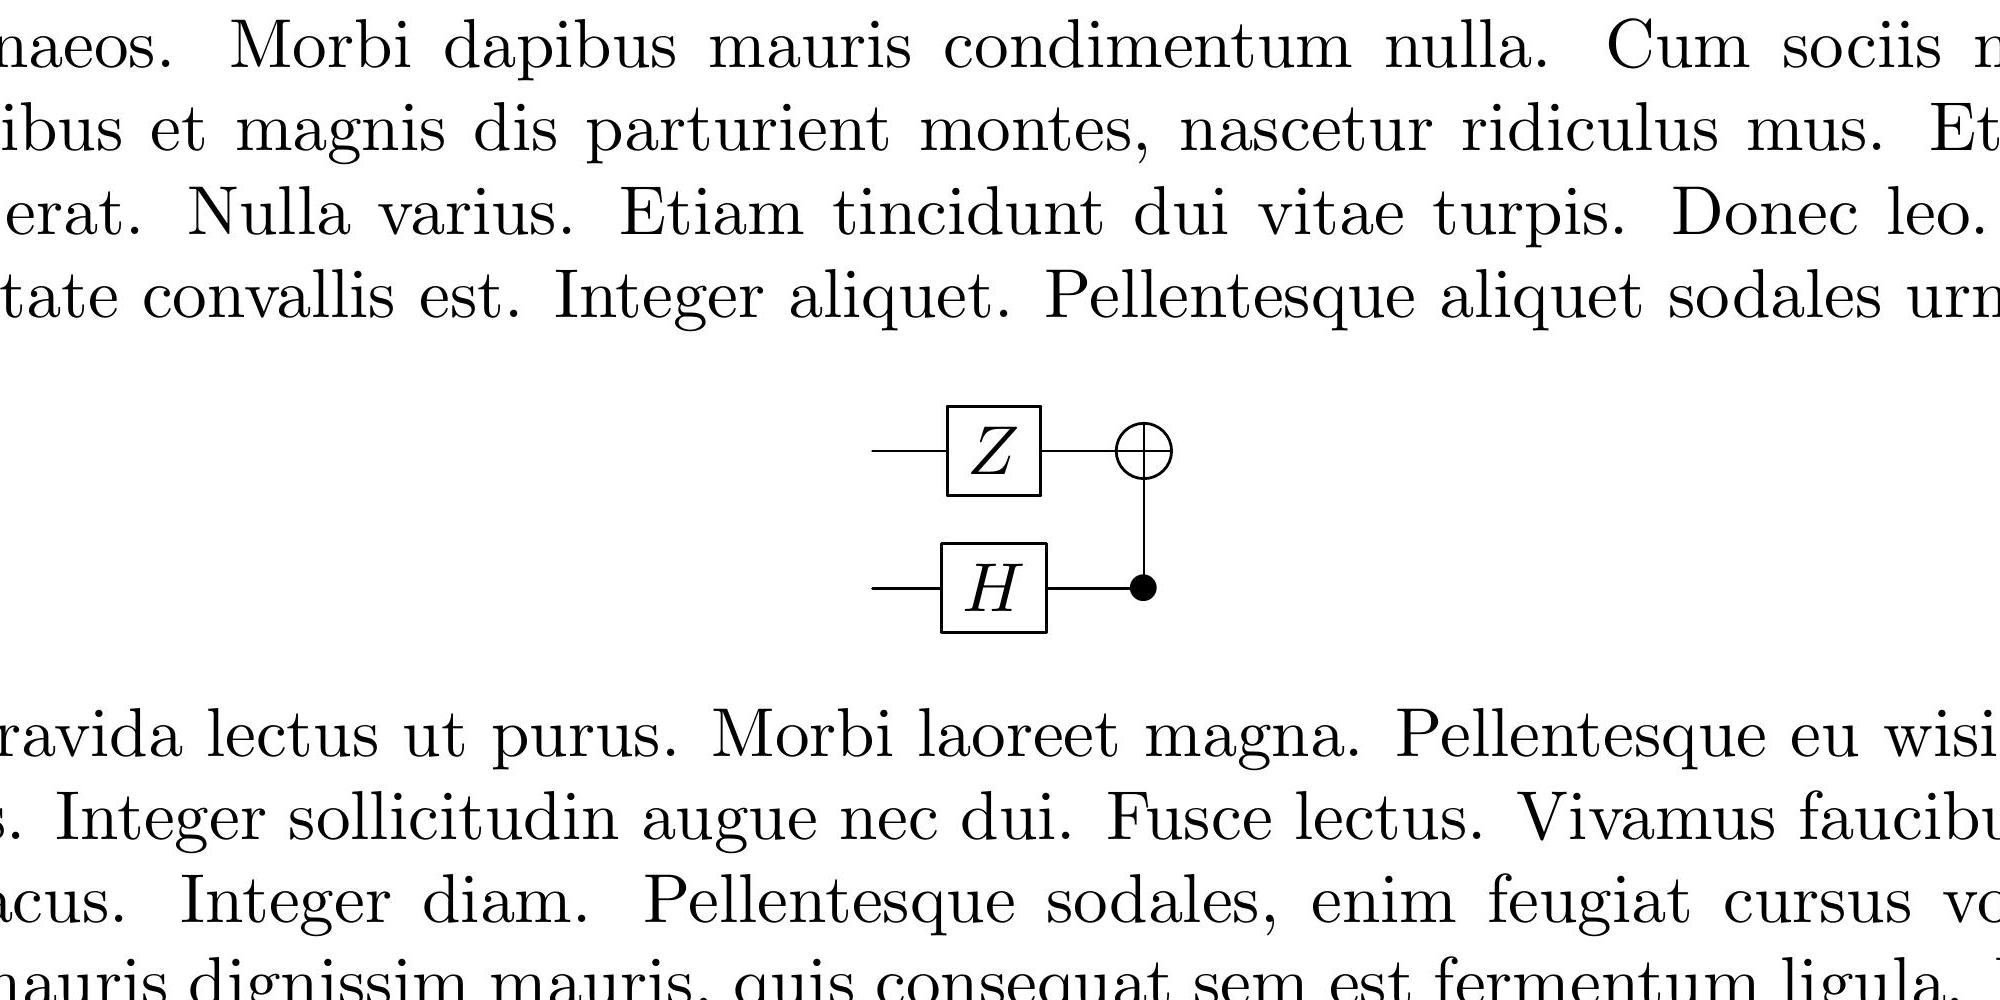 naeos. Morbi dapibus mauris condimentum nulla. Cum sociis n
ibus et magnis dis parturient montes, nascetur ridiculus mus. Et
erat. Nulla varius. Etiam tincidunt dui vitae turpis. Donec leo.
tate convallis est. Integer aliquet. Pellentesque aliquet sodales urn
Z
H
ravida lectus ut purus. Morbi laoreet magna. Pellentesque eu wisi
s. Integer sollicitudin augue nec dui. Fusce lectus. Vivamus faucibu
acus. Integer diam. Pellentesque sodales, enim feugiat cursus vo
mauris dignissim mauris, quis consequat sem est fermentum ligula.